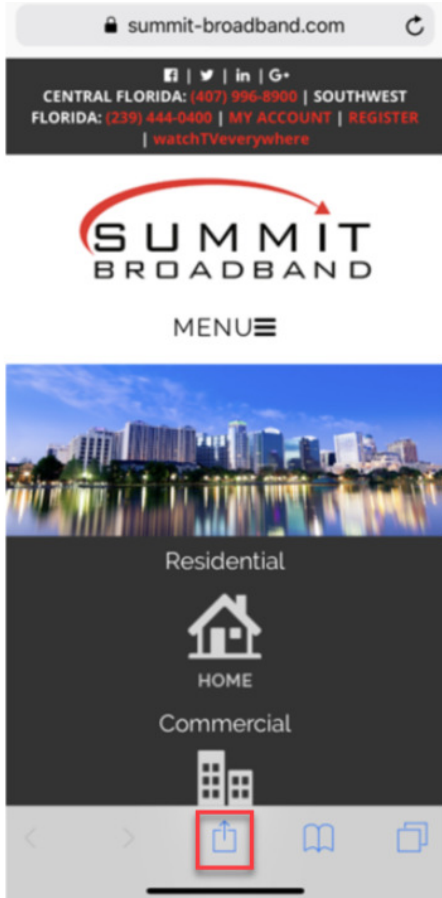 summit-broadband.com
| | in | G+
CENTRAL FLORIDA: (407) 996-8900 | SOUTHWEST
FLORIDA: (239) 444-0400 | MY ACCOUNT | REGISTER
| watchTVeverywhere
SUMMIT
BROADBAND
MENU
Residential
HOME
Commercial